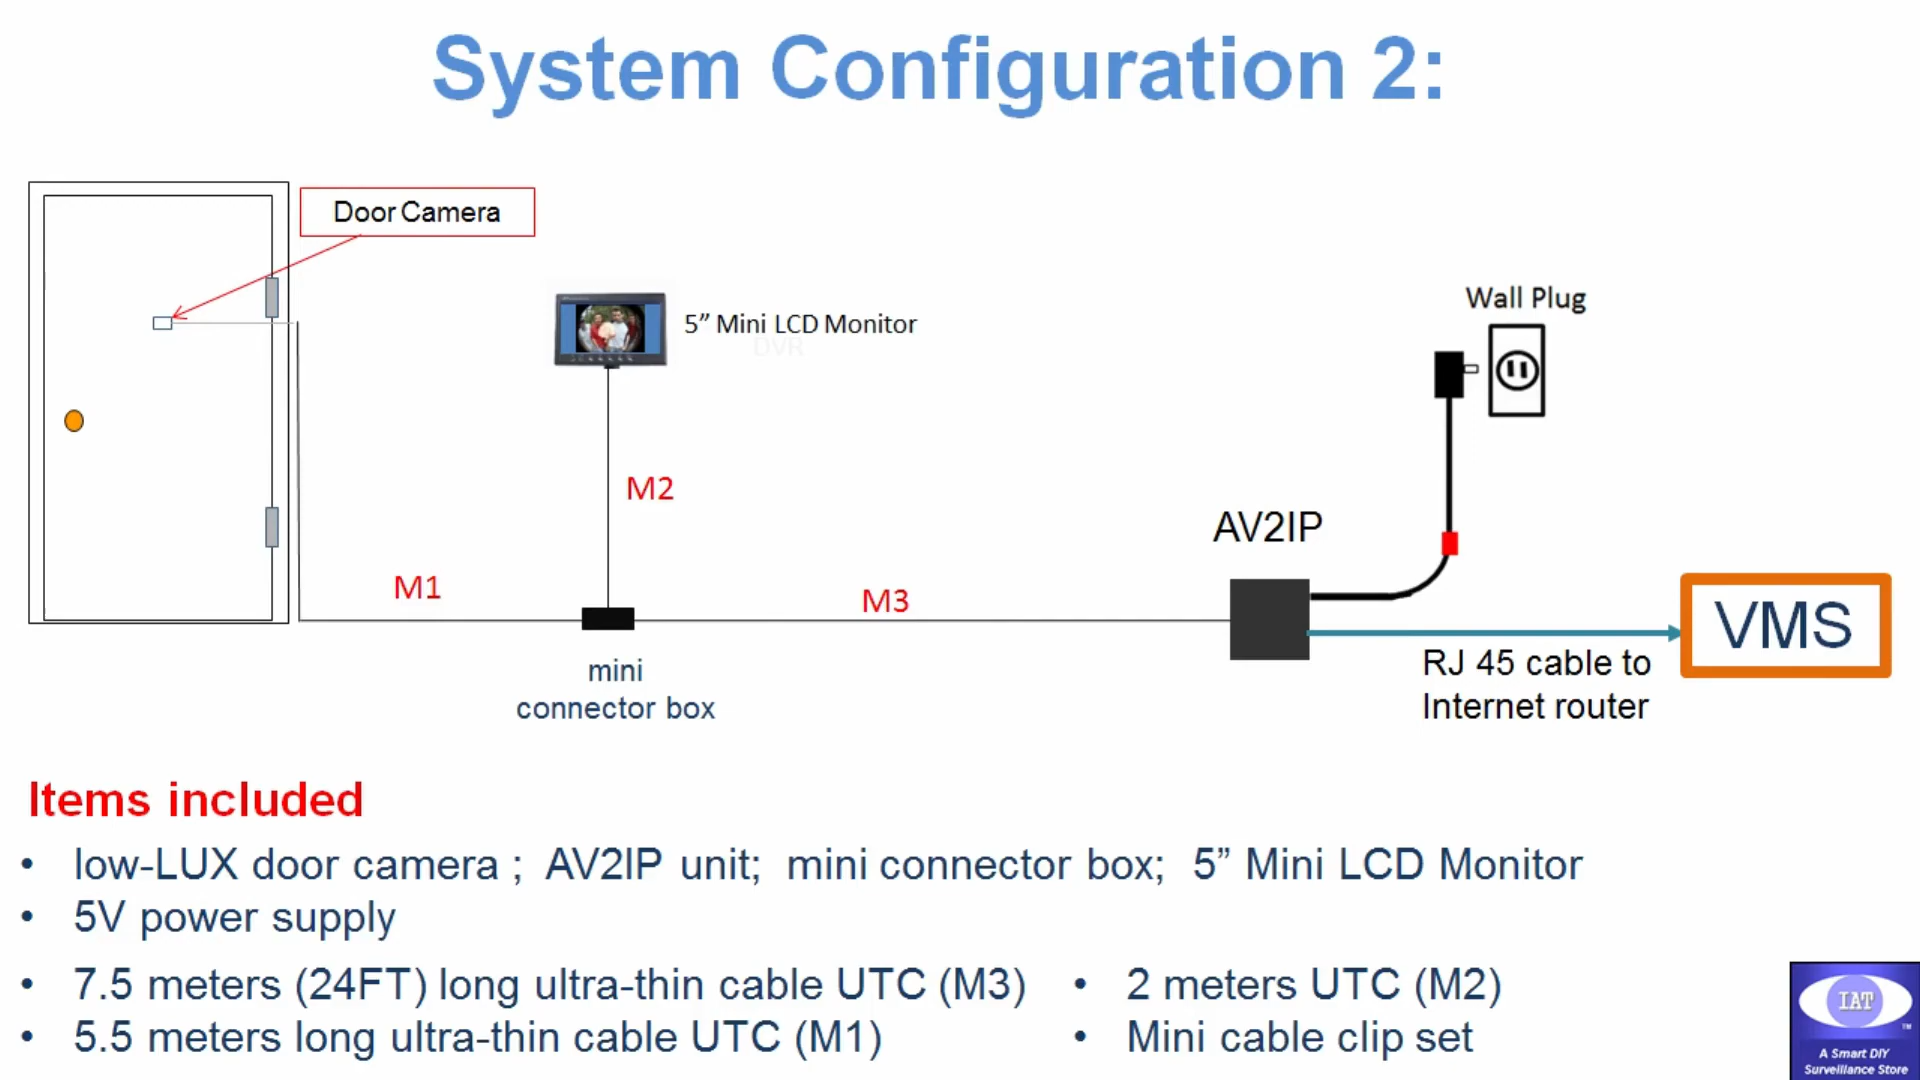 System Configuration 2:
Door Camera
5” Mini LCD Monitor
DVR
Wall Plug
M2
AV2IP
M1
M3
VMS
mini
connector box
RJ 45 cable to
Internet router
Items included
• low-LUX door camera ; AV2IP unit; mini connector box; 5” Mini LCD Monitor
• 5V power supply
• 7.5 meters (24FT) long ultra-thin cable UTC (M3)
• 5.5 meters long ultra-thin cable UTC (M1)
• 2 meters UTC (M2)
• Mini cable clip set
IAT
TM
A Smart DIY
Surveillance Store